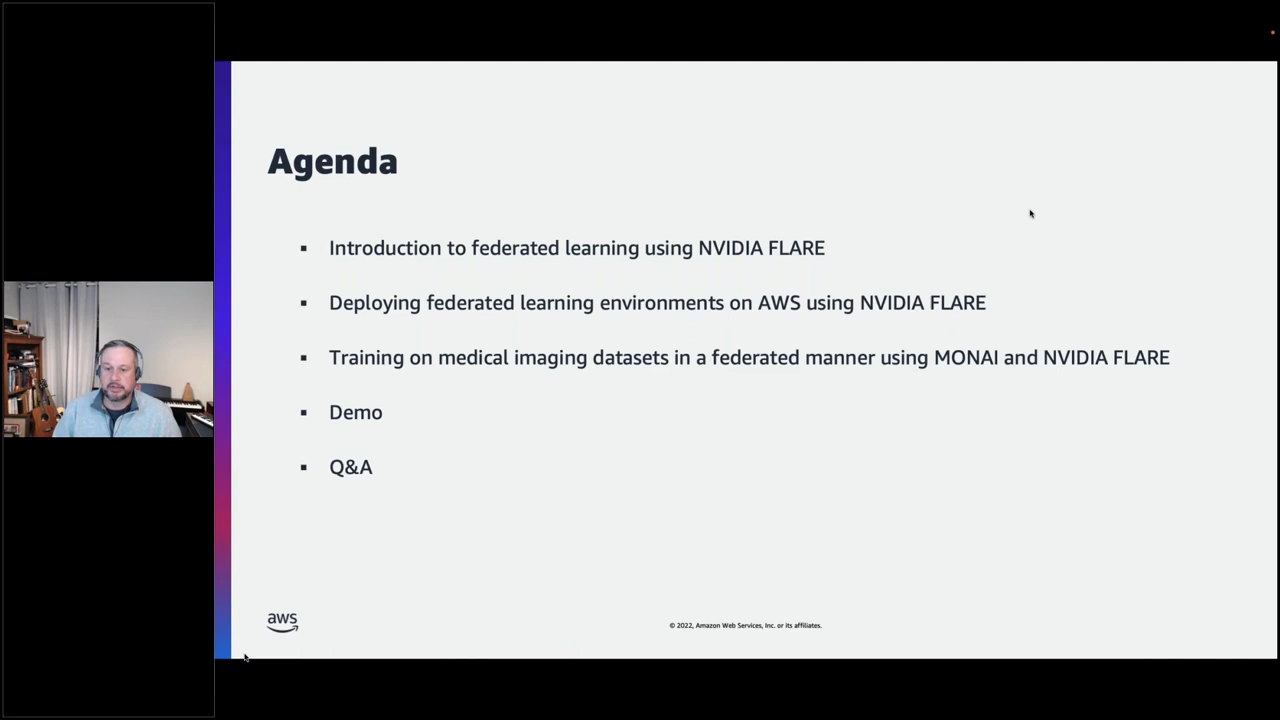 Agenda
▪ Introduction to federated learning using NVIDIA FLARE
▪ Deploying federated learning environments on AWS using NVIDIA FLARE
▪ Training on medical imaging datasets in a federated manner using MONAI and NVIDIA FLARE
▪ Demo
▪ Q&A
aws
© 2022, Amazon Web Services, Inc. or its affiliates.